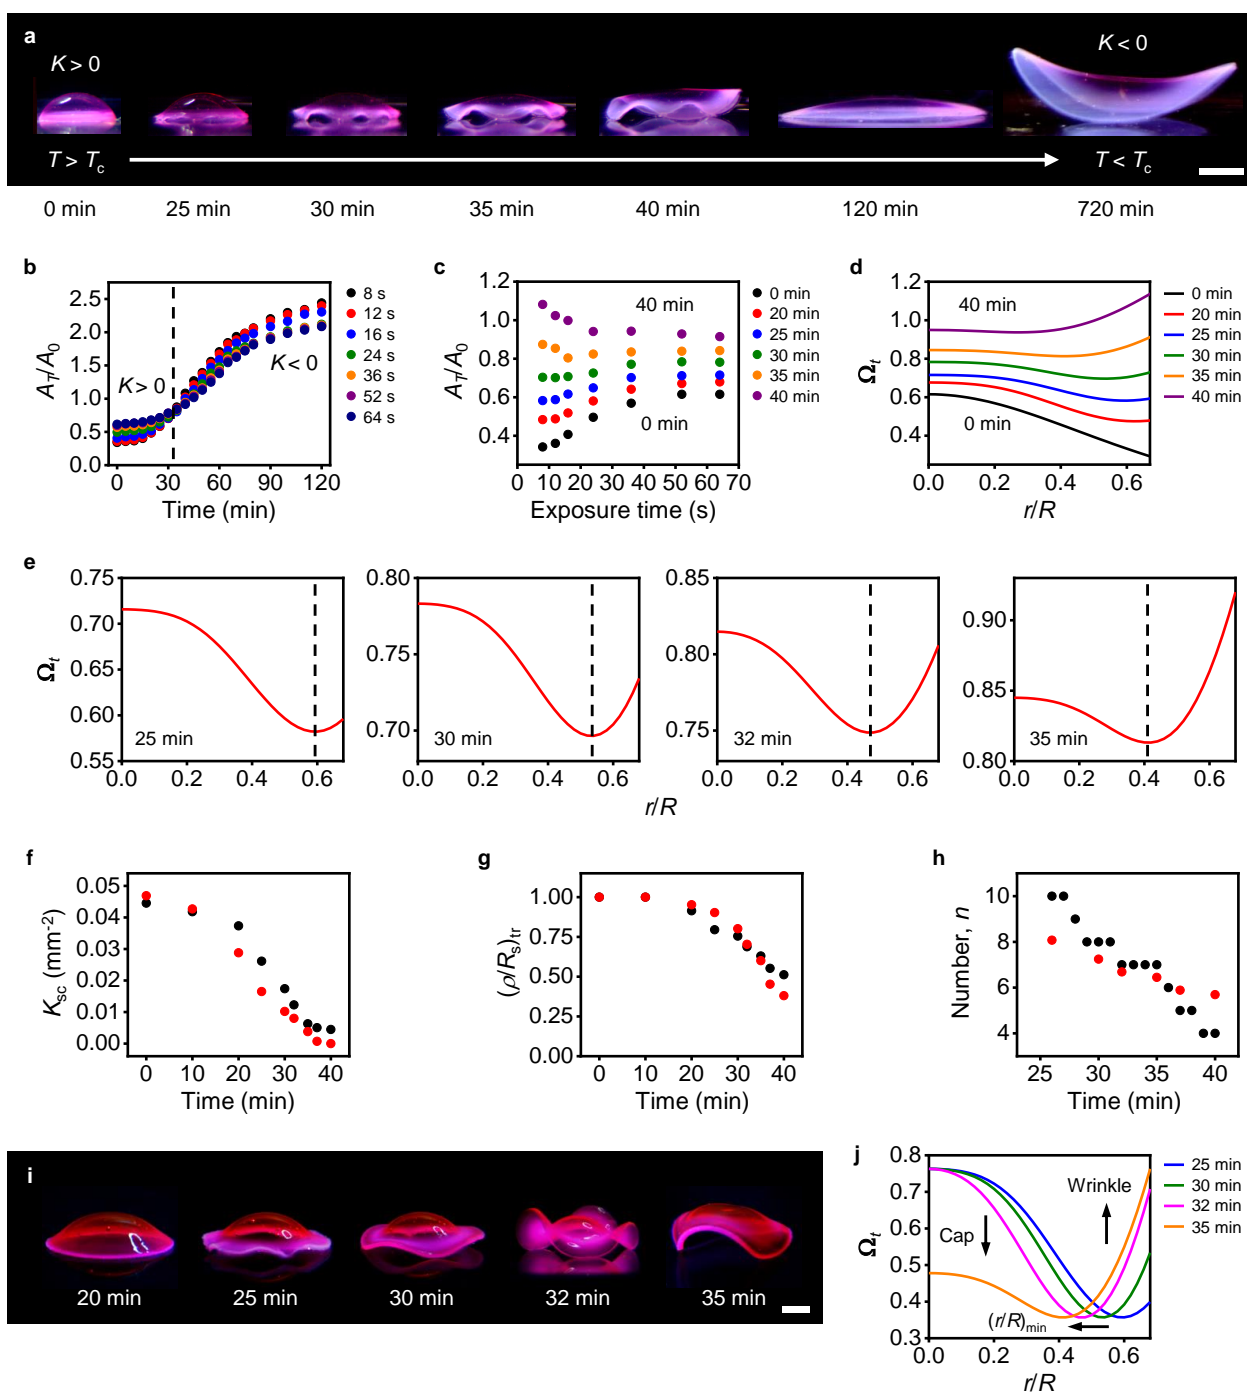 a
K > 0
K < 0
T > Tc
T < Tc
0 min 25 min 30 min 35 min 40 min 120 min 720 min
b
AT/A0
2.5
2.0
1.5
1.0
0.5
0.0
K > 0
K < 0
0 30 60 90 120
Time (min)
8 s
12 s
16 s
24 s
36 s
52 s
64 s
c
AT/A0
1.2
1.0
0.8
0.6
0.4
40 min
0 min
0 10 20 30 40 50 60 70
Exposure time (s)
0 min
20 min
25 min
30 min
35 min
40 min
d
Ωt
1.2
1.0
0.8
0.6
0.4
40 min
0 min
0.0 0.2 0.4 0.6
r/R
0 min
20 min
25 min
30 min
35 min
40 min
e
Ωt
0.75
0.70
0.65
0.60
0.55
25 min
0.0 0.2 0.4 0.6
0.80
0.75
0.70
30 min
0.0 0.2 0.4 0.6
0.85
0.80
0.75
32 min
0.0 0.2 0.4 0.6
0.90
0.85
0.80
35 min
0.0 0.2 0.4 0.6
r/R
f
Ksc (mm-2)
0.05
0.04
0.03
0.02
0.01
0.00
0 10 20 30 40
Time (min)
g
(ρ/Rs)tr
1.00
0.75
0.50
0.25
0.00
0 10 20 30 40
Time (min)
h
Number, n
10
8
6
4
25 30 35 40
Time (min)
i
20 min 25 min 30 min 32 min 35 min
j
Ωt
0.8
0.7
0.6
0.5
0.4
0.3
Wrinkle
Cap
(r/R)min
0.0 0.2 0.4 0.6
r/R
25 min
30 min
32 min
35 min